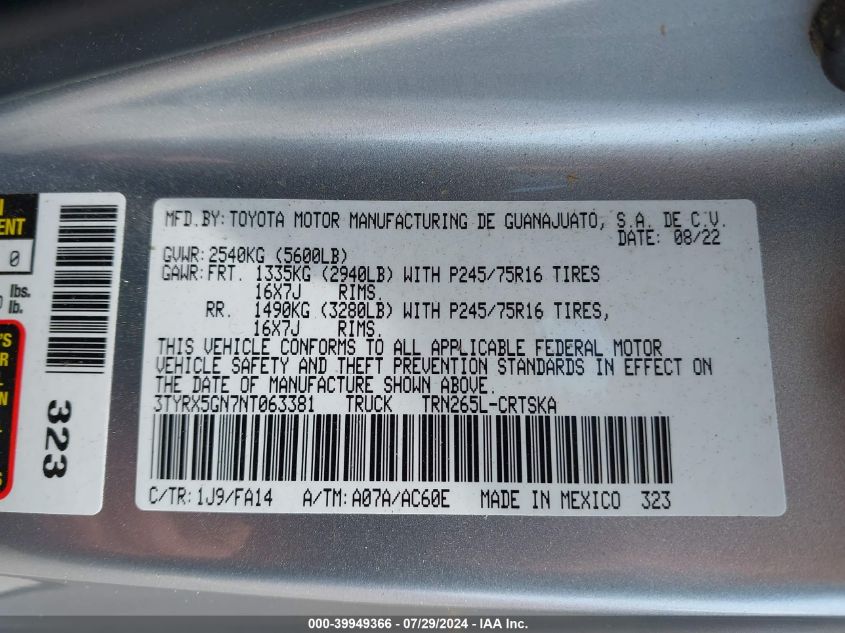 MFD. BY: TOYOTA MOTOR MANUFACTURING DE GUANAJUATO, S.A. DE C.V.
DATE: 08/22
GVWR: 2540KG (5600LB)
GAWR: FRT. 1335KG (2940LB) WITH P245/75R16 TIRES
16X7J RIMS.
RR. 1490KG (3280LB) WITH P245/75R16 TIRES,
16X7J RIMS.
THIS VEHICLE CONFORMS TO ALL APPLICABLE FEDERAL MOTOR
VEHICLE SAFETY AND THEFT PREVENTION STANDARDS IN EFFECT ON
THE DATE OF MANUFACTURE SHOWN ABOVE.
3TYRX5GN7NT063381 TRUCK TRN265L-CRTSKA
C/TR: 1J9/FA14 A/TM: A07A/AC60E MADE IN MEXICO 323
0
lbs.
lb.
323
000-39949366 - 07/29/2024 - IAA Inc.